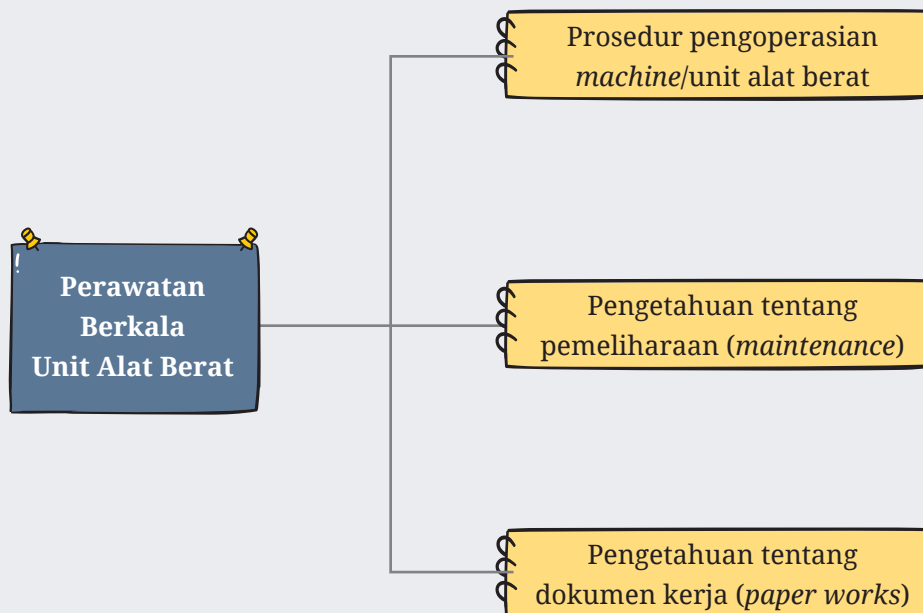 Prosedur pengoperasian
machine/unit alat berat
!
Perawatan
Berkala
Unit Alat Berat
Pengetahuan tentang
pemeliharaan (maintenance)
Pengetahuan tentang
dokumen kerja (paper works)